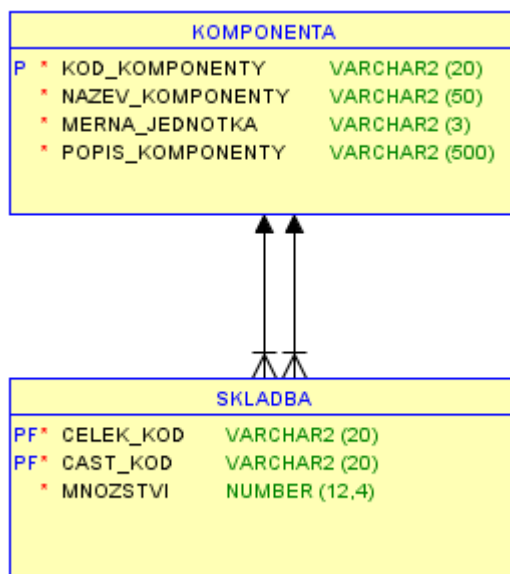 KOMPONENTA
P * KOD_KOMPONENTY VARCHAR2 (20)
* NAZEV_KOMPONENTY VARCHAR2 (50)
* MERNA_JEDNOTKA VARCHAR2 (3)
* POPIS_KOMPONENTY VARCHAR2 (500)
SKLADBA
PF* CELEK_KOD VARCHAR2 (20)
PF* CAST_KOD VARCHAR2 (20)
* MNOZSTVI NUMBER (12,4)